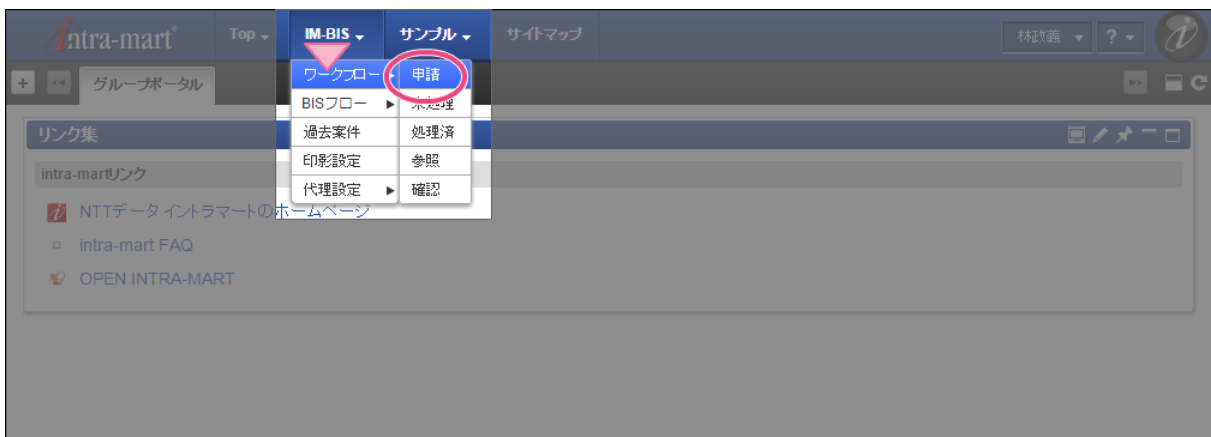 intra-mart® Top IM-BIS サンプル サイトマップ 林政義 ?
グループポータル
ワークフロー 申請
BISフロー 未処理
過去案件 処理済
印影設定 参照
代理設定 確認
リンク集
intra-martリンク
NTTデータ イントラマートのホームページ
intra-mart FAQ
OPEN INTRA-MART